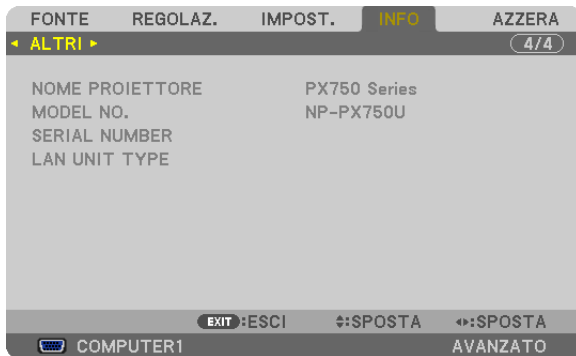 FONTE REGOLAZ. IMPOST. INFO AZZERA
ALTRI 4/4
NOME PROIETTORE PX750 Series
MODEL NO. NP-PX750U
SERIAL NUMBER
LAN UNIT TYPE
EXIT :ESCI :SPOSTA :SPOSTA
COMPUTER1 AVANZATO